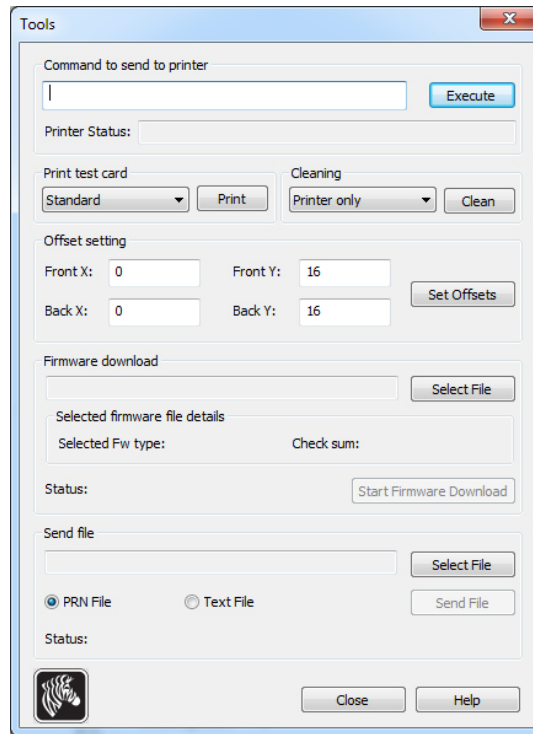 Tools
Command to send to printer
Execute
Printer Status:
Print test card
Cleaning
Standard
Print
Printer only
Clean
Offset setting
Front X: 0 Front Y: 16
Set Offsets
Back X: 0 Back Y: 16
Firmware download
Select File
Selected firmware file details
Selected Fw type: Check sum:
Status:
Start Firmware Download
Send file
Select File
PRN File
Text File
Send File
Status:
Close
Help